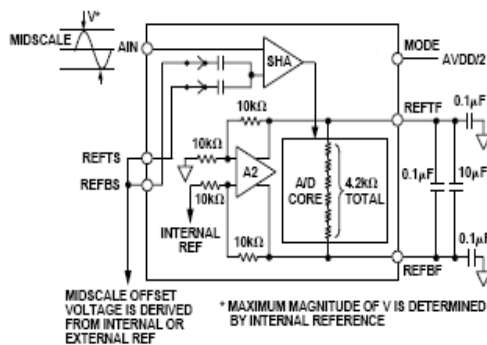 V*
MIDSCALE
AIN
SHA
MODE
AVDD/2
REFTS
REFBS
10kΩ
10kΩ
10kΩ
10kΩ
A2
A/D
CORE
4.2kΩ
TOTAL
INTERNAL
REF
REFTF
REFBF
0.1µF
0.1µF
10µF
0.1µF
MIDSCALE OFFSET
VOLTAGE IS DERIVED
FROM INTERNAL OR
EXTERNAL REF
* MAXIMUM MAGNITUDE OF V IS DETERMINED
BY INTERNAL REFERENCE